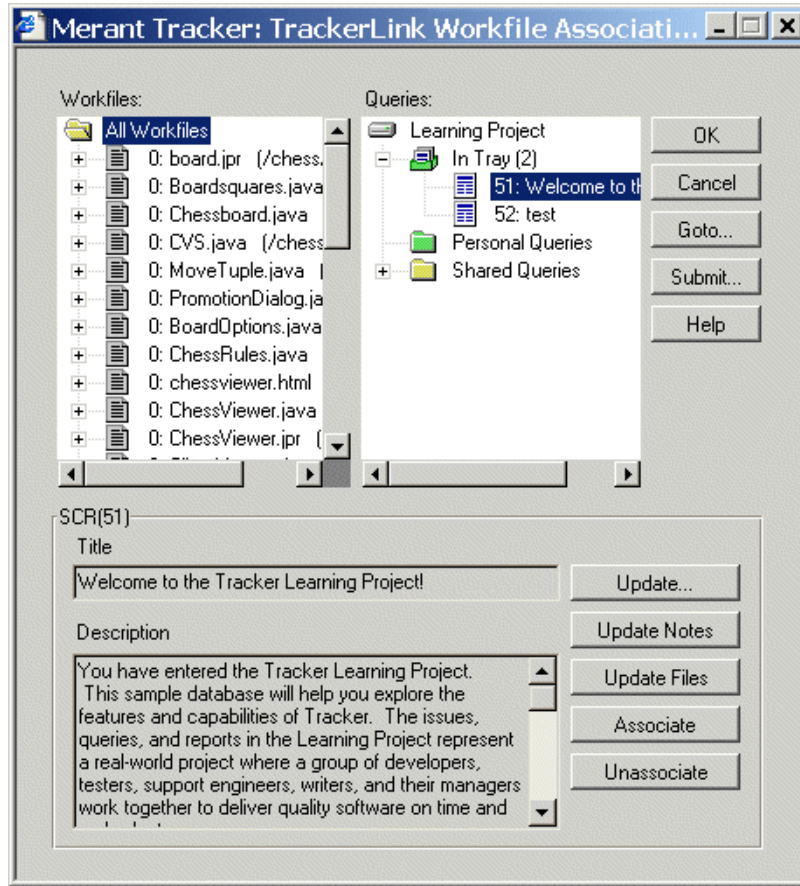 Merant Tracker: TrackerLink Workfile Associati...
Workfiles:
All Workfiles
0: board.jpr (/chess.
0: Boardsquares.java
0: Chessboard.java
0: CVS.java (/chess
0: MoveTuple.java
0: PromotionDialog.ja
0: BoardOptions.java
0: ChessRules.java
0: chessviewer.html
0: ChessViewer.java
0: ChessViewer.jpr (
Queries:
Learning Project
In Tray (2)
51: Welcome to th
52: test
Personal Queries
Shared Queries
OK
Cancel
Goto...
Submit...
Help
SCR(51)
Title
Welcome to the Tracker Learning Project!
Description
You have entered the Tracker Learning Project.
This sample database will help you explore the
features and capabilities of Tracker. The issues,
queries, and reports in the Learning Project represent
a real-world project where a group of developers,
testers, support engineers, writers, and their managers
work together to deliver quality software on time and
Update...
Update Notes
Update Files
Associate
Unassociate